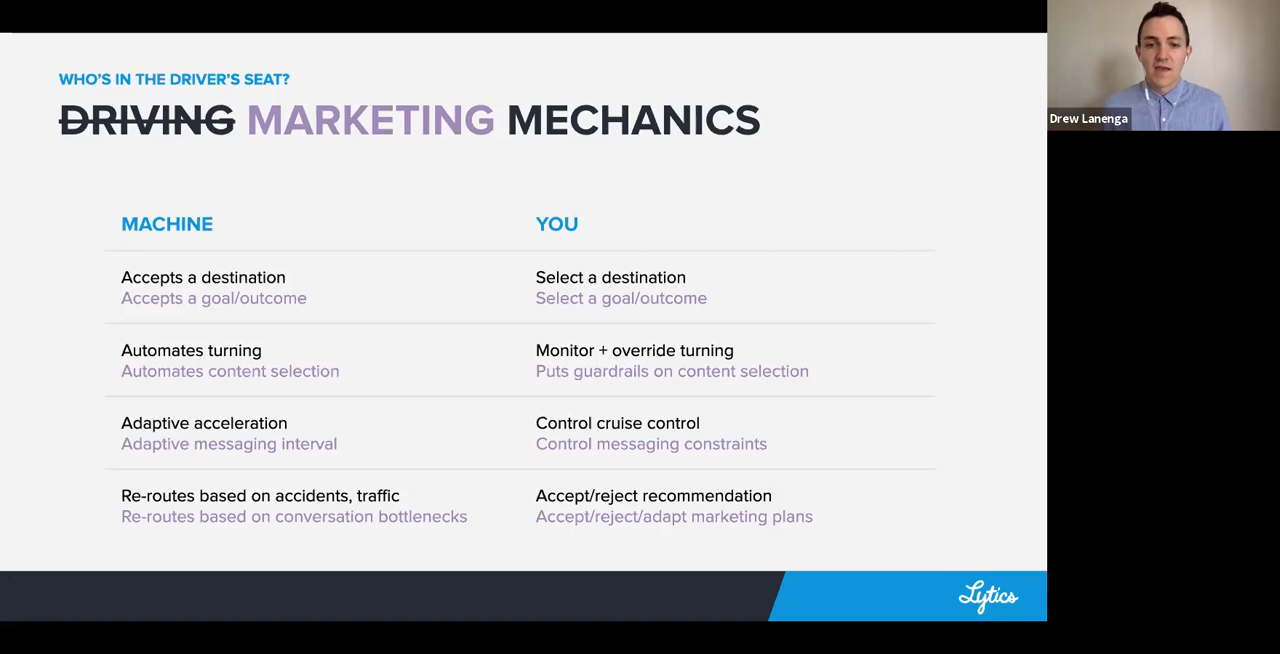 WHO'S IN THE DRIVER'S SEAT?
DRIVING MARKETING MECHANICS
MACHINE
YOU
Accepts a destination
Accepts a goal/outcome
Select a destination
Select a goal/outcome
Automates turning
Automates content selection
Monitor + override turning
Puts guardrails on content selection
Adaptive acceleration
Adaptive messaging interval
Control cruise control
Control messaging constraints
Re-routes based on accidents, traffic
Re-routes based on conversation bottlenecks
Accept/reject recommendation
Accept/reject/adapt marketing plans
Lytics
Drew Lanenga